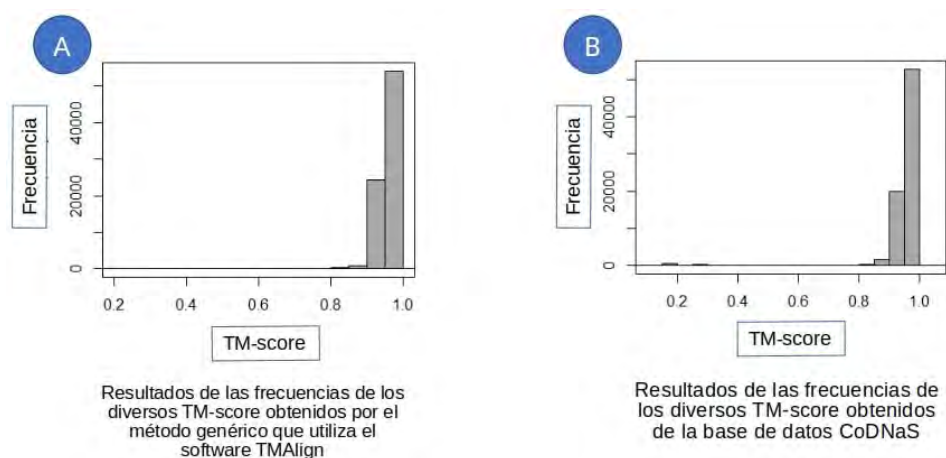 A
Frecuencia
0
20000
40000
0.2 0.4 0.6 0.8 1.0
TM-score
Resultados de las frecuencias de los
diversos TM-score obtenidos por el
método genérico que utiliza el
software TMAlign
B
Frecuencia
0
20000
40000
0.2 0.4 0.6 0.8 1.0
TM-score
Resultados de las frecuencias de
los diversos TM-score obtenidos
de la base de datos CoDNaS